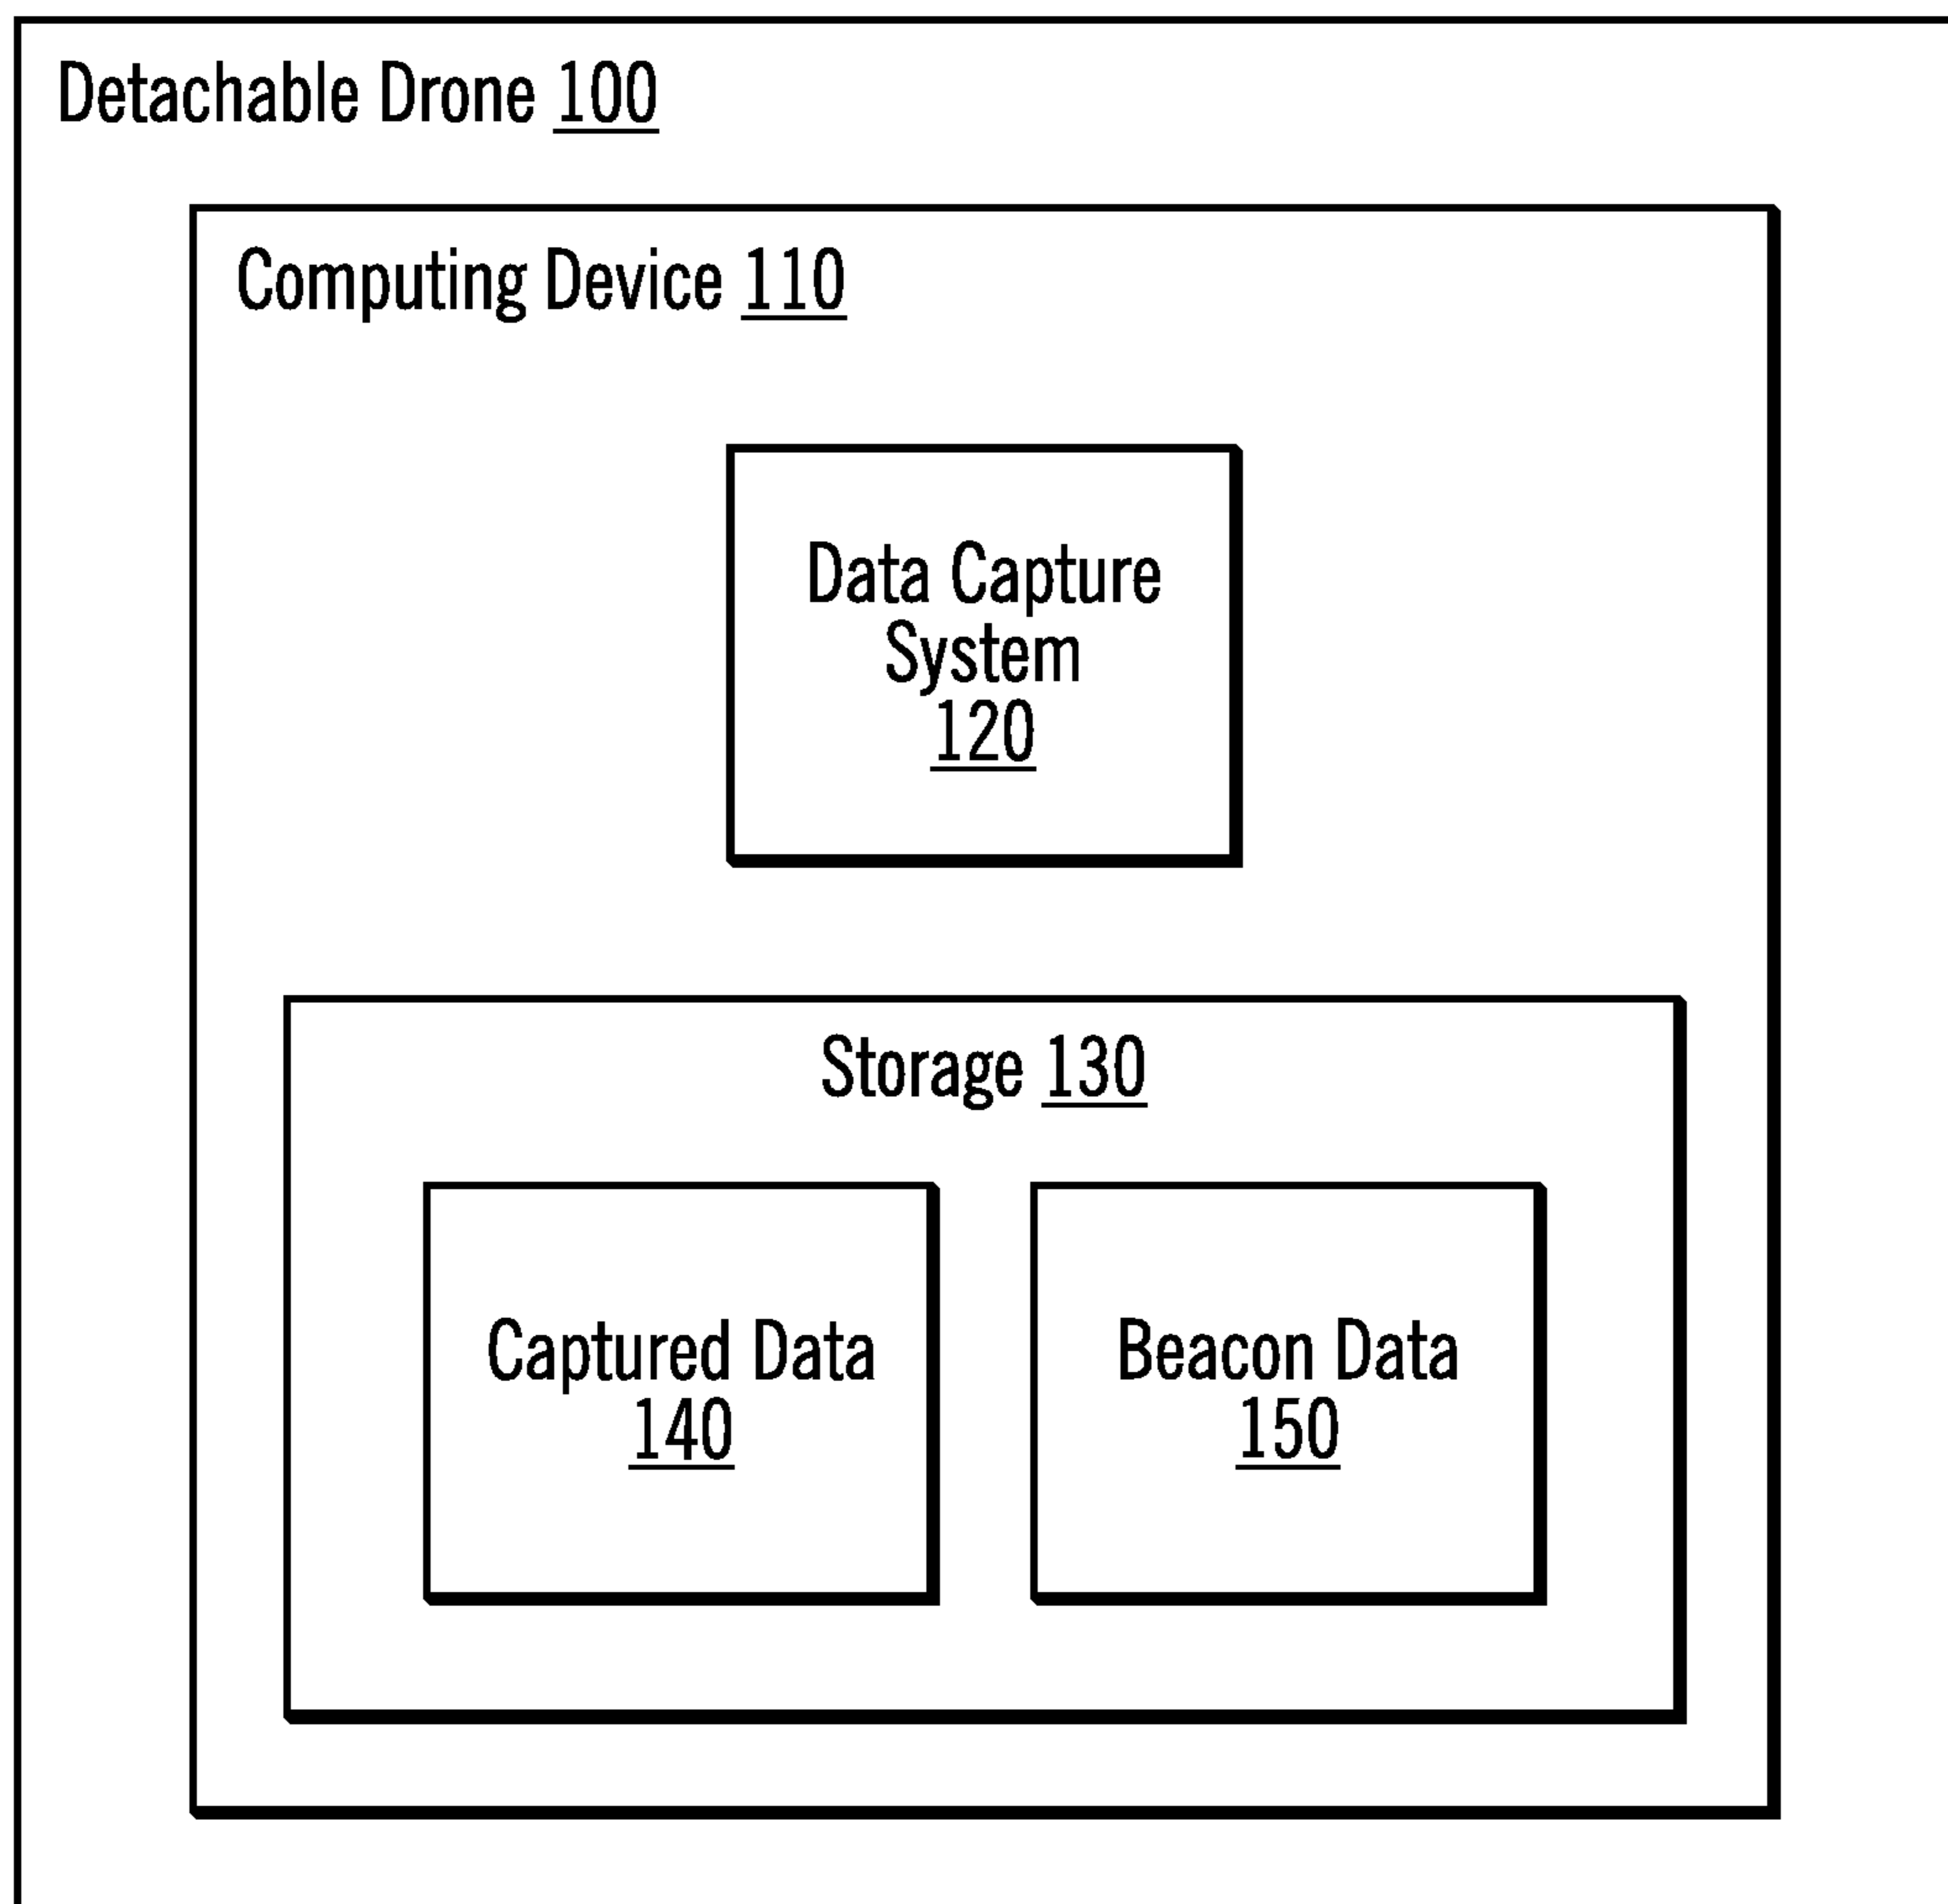 Detachable Drone 100
Computing Device 110
Data Capture
System
120
Storage 130
Captured Data
140
Beacon Data
150